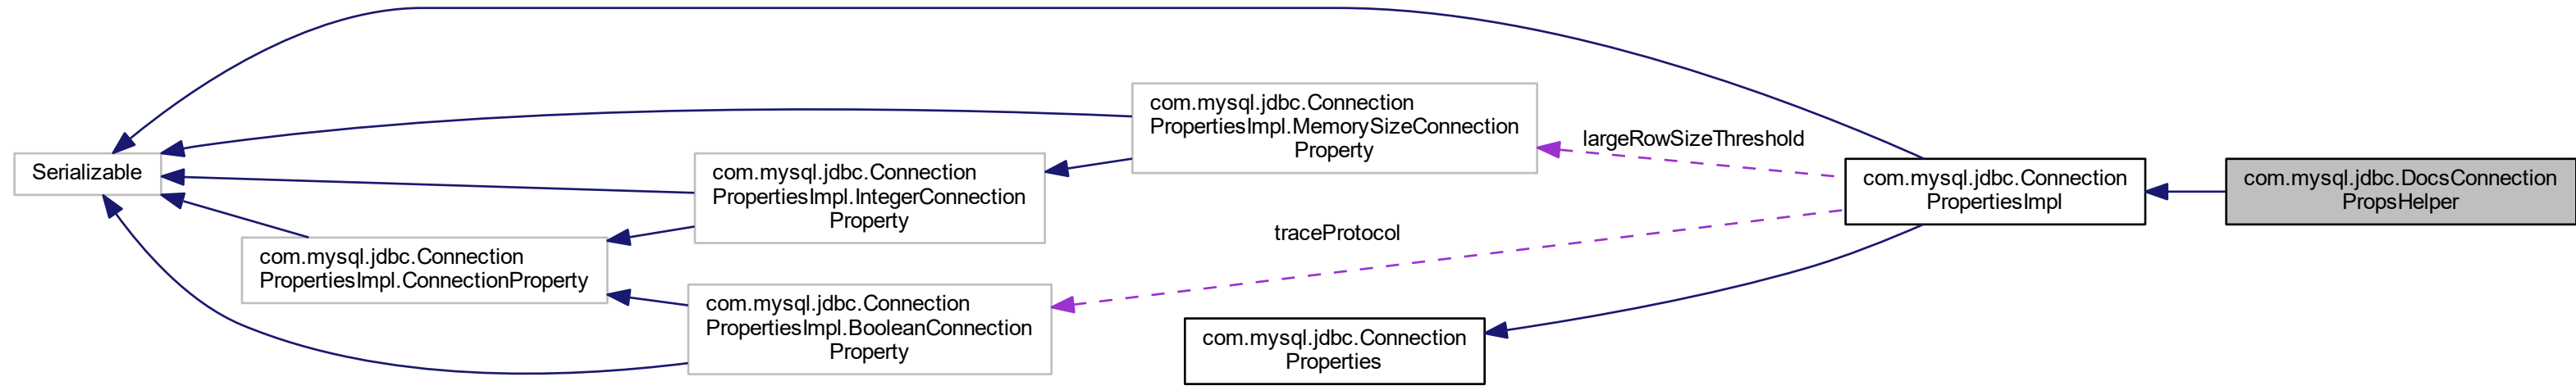 Serializable
com.mysql.jdbc.Connection
PropertiesImpl.MemorySizeConnection
Property
com.mysql.jdbc.Connection
PropertiesImpl.IntegerConnection
Property
com.mysql.jdbc.Connection
PropertiesImpl.ConnectionProperty
com.mysql.jdbc.Connection
PropertiesImpl.BooleanConnection
Property
com.mysql.jdbc.Connection
Properties
largeRowSizeThreshold
traceProtocol
com.mysql.jdbc.Connection
PropertiesImpl
com.mysql.jdbc.DocsConnection
PropsHelper